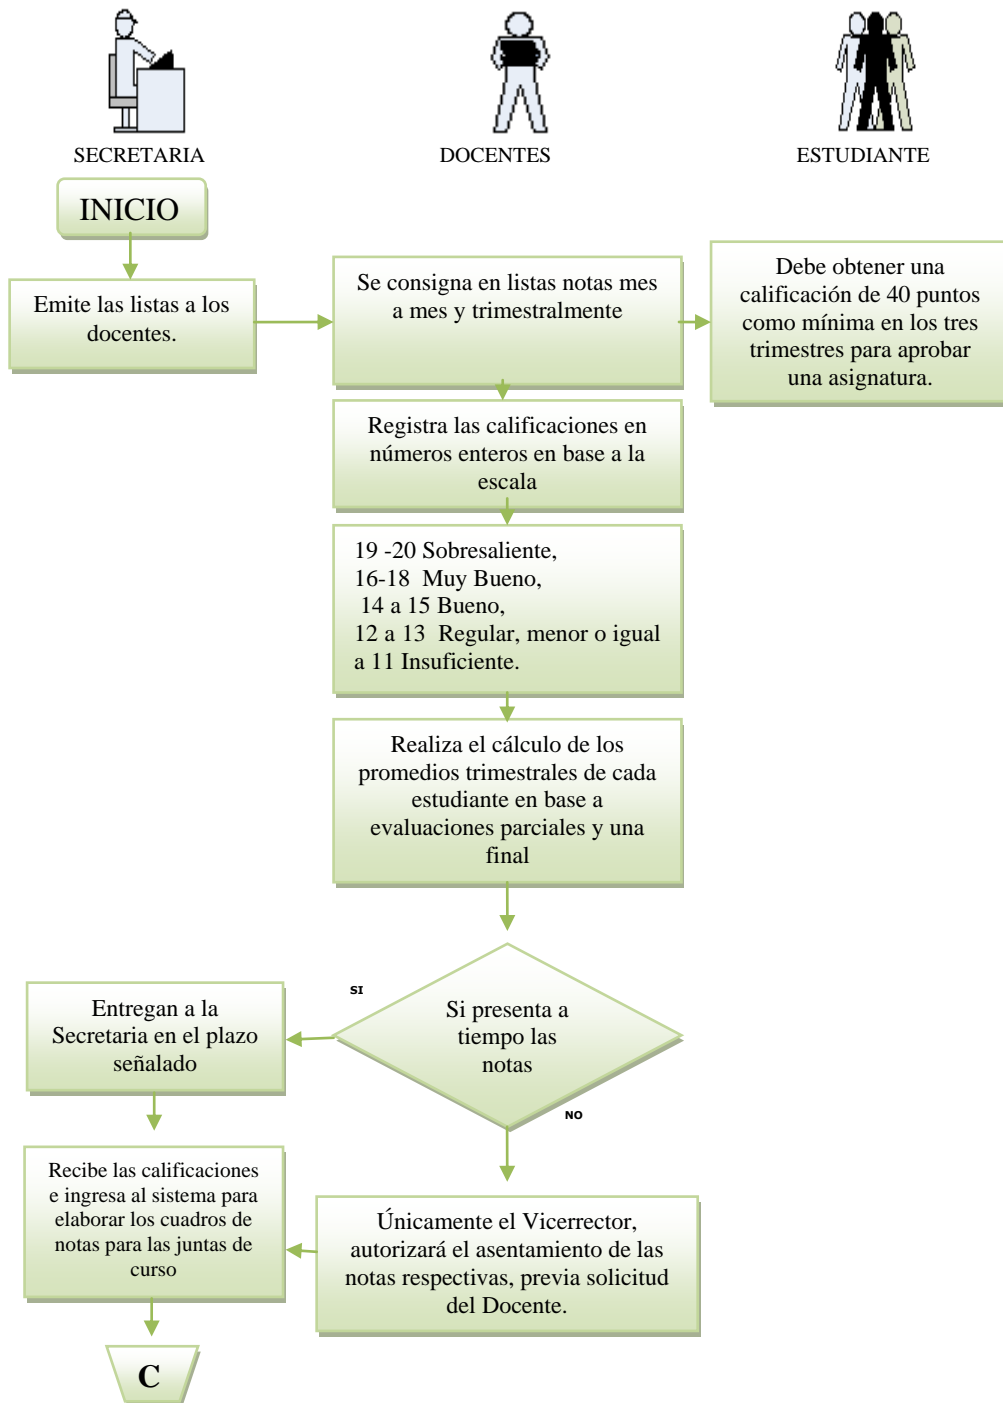 SECRETARIA
DOCENTES
ESTUDIANTE
INICIO
Emite las listas a los
docentes.
Se consigna en listas notas mes
a mes y trimestralmente
Debe obtener una
calificación de 40 puntos
como mínima en los tres
trimestres para aprobar
una asignatura.
Registra las calificaciones en
números enteros en base a la
escala
19 -20 Sobresaliente,
16-18 Muy Bueno,
14 a 15 Bueno,
12 a 13 Regular, menor o igual
a 11 Insuficiente.
Realiza el cálculo de los
promedios trimestrales de cada
estudiante en base a
evaluaciones parciales y una
final
Si presenta a
tiempo las
notas
SI
NO
Entregan a la
Secretaria en el plazo
señalado
Recibe las calificaciones
e ingresa al sistema para
elaborar los cuadros de
notas para las juntas de
curso
Únicamente el Vicerrector,
autorizará el asentamiento de las
notas respectivas, previa solicitud
del Docente.
C